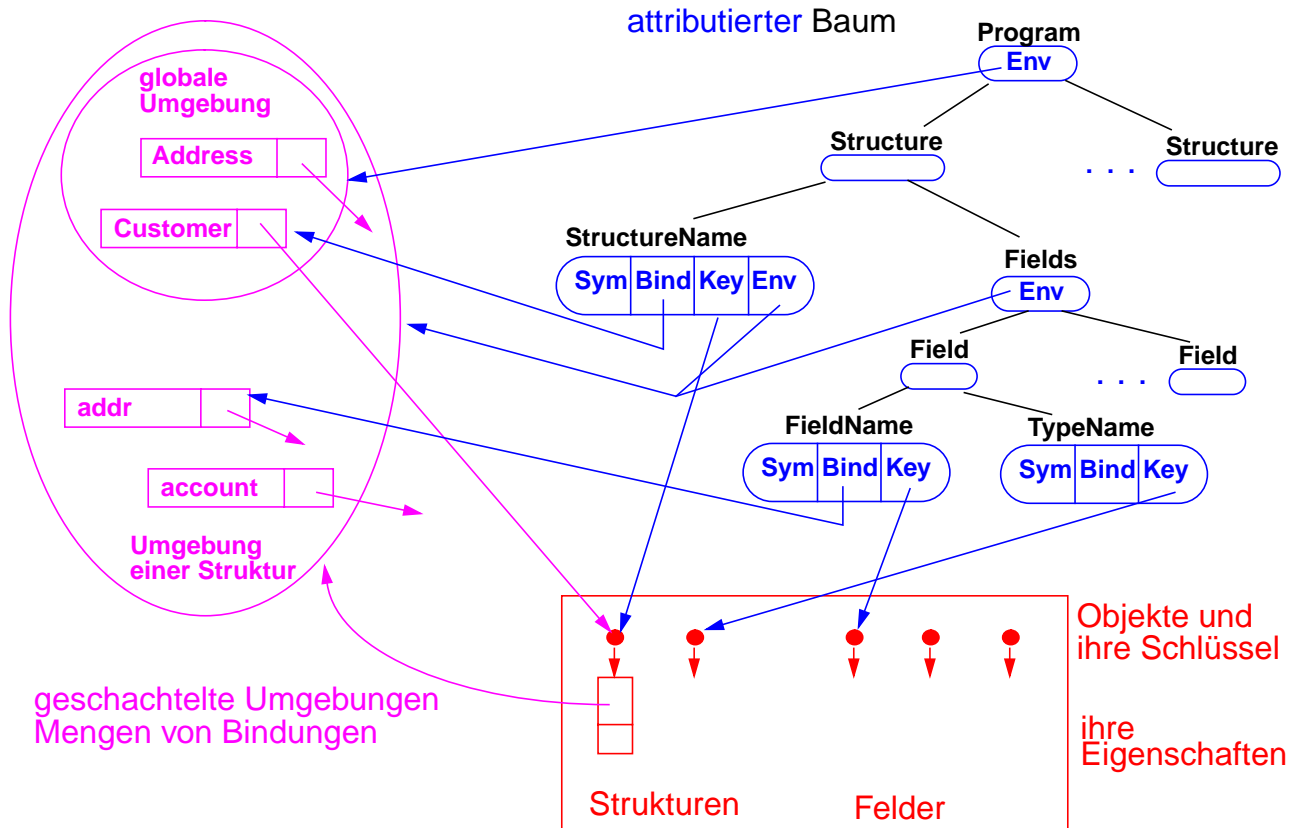 attributierter Baum
Program
Env
globale
Umgebung
Address
Customer
Structure
Structure
. . .
StructureName
Sym Bind Key Env
Fields
Env
Field
Field
. . .
addr
account
FieldName
Sym Bind Key
TypeName
Sym Bind Key
Umgebung
einer Struktur
Objekte und
ihre Schlüssel
geschachtelte Umgebungen
Mengen von Bindungen
ihre
Eigenschaften
Strukturen
Felder